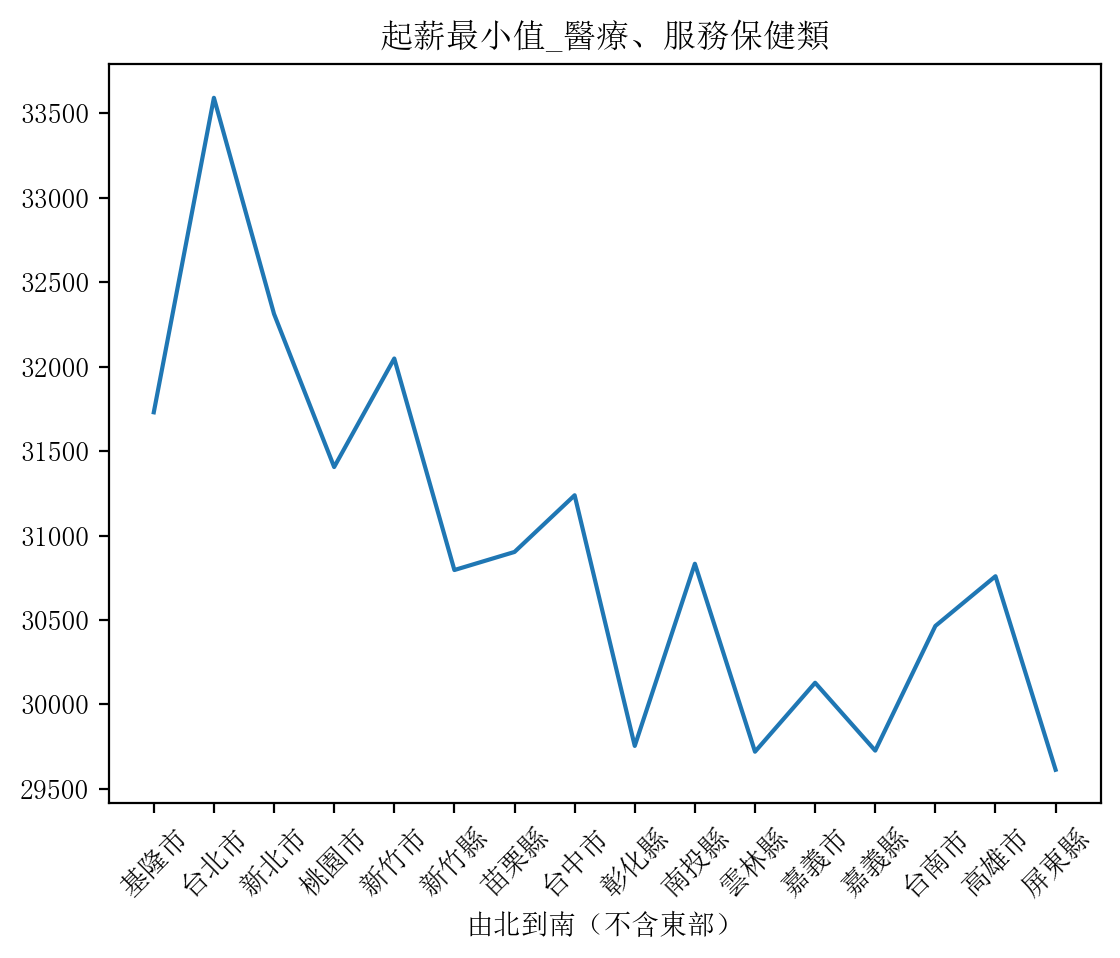 起薪最小值_醫療、服務保健類
33500
33000
32500
32000
31500
31000
30500
30000
29500
基隆市
台北市
新北市
桃園市
新竹市
新竹縣
苗栗縣
台中市
彰化縣
南投縣
雲林縣
嘉義市
嘉義縣
台南市
高雄市
屏東縣
由北到南（不含東部）